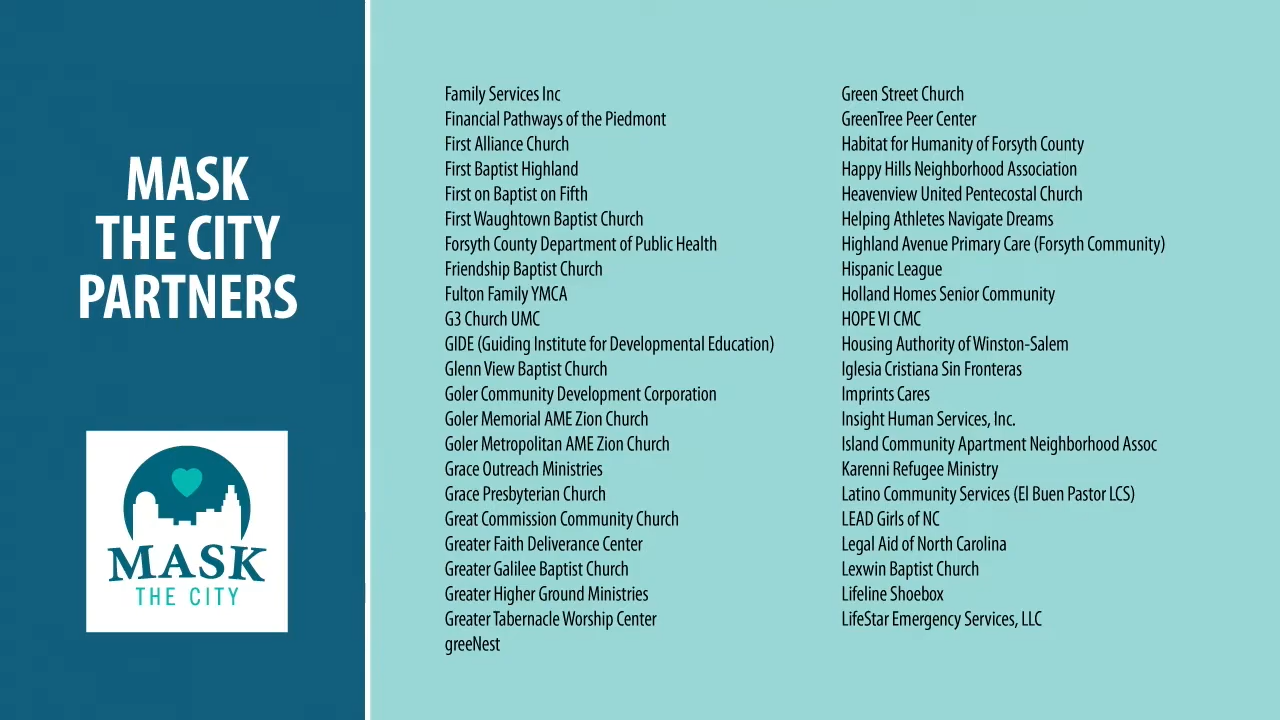 MASK
THE CITY
PARTNERS
MASK
THE CITY
Family Services Inc
Financial Pathways of the Piedmont
First Alliance Church
First Baptist Highland
First on Baptist on Fifth
First Waughtown Baptist Church
Forsyth County Department of Public Health
Friendship Baptist Church
Fulton Family YMCA
G3 Church UMC
GIDE (Guiding Institute for Developmental Education)
Glenn View Baptist Church
Goler Community Development Corporation
Goler Memorial AME Zion Church
Goler Metropolitan AME Zion Church
Grace Outreach Ministries
Grace Presbyterian Church
Great Commission Community Church
Greater Faith Deliverance Center
Greater Galilee Baptist Church
Greater Higher Ground Ministries
Greater Tabernacle Worship Center
greeNest
Green Street Church
GreenTree Peer Center
Habitat for Humanity of Forsyth County
Happy Hills Neighborhood Association
Heavenview United Pentecostal Church
Helping Athletes Navigate Dreams
Highland Avenue Primary Care (Forsyth Community)
Hispanic League
Holland Homes Senior Community
HOPE VI CMC
Housing Authority of Winston-Salem
Iglesia Cristiana Sin Fronteras
Imprints Cares
Insight Human Services, Inc.
Island Community Apartment Neighborhood Assoc
Karenni Refugee Ministry
Latino Community Services (El Buen Pastor LCS)
LEAD Girls of NC
Legal Aid of North Carolina
Lexwin Baptist Church
Lifeline Shoebox
LifeStar Emergency Services, LLC